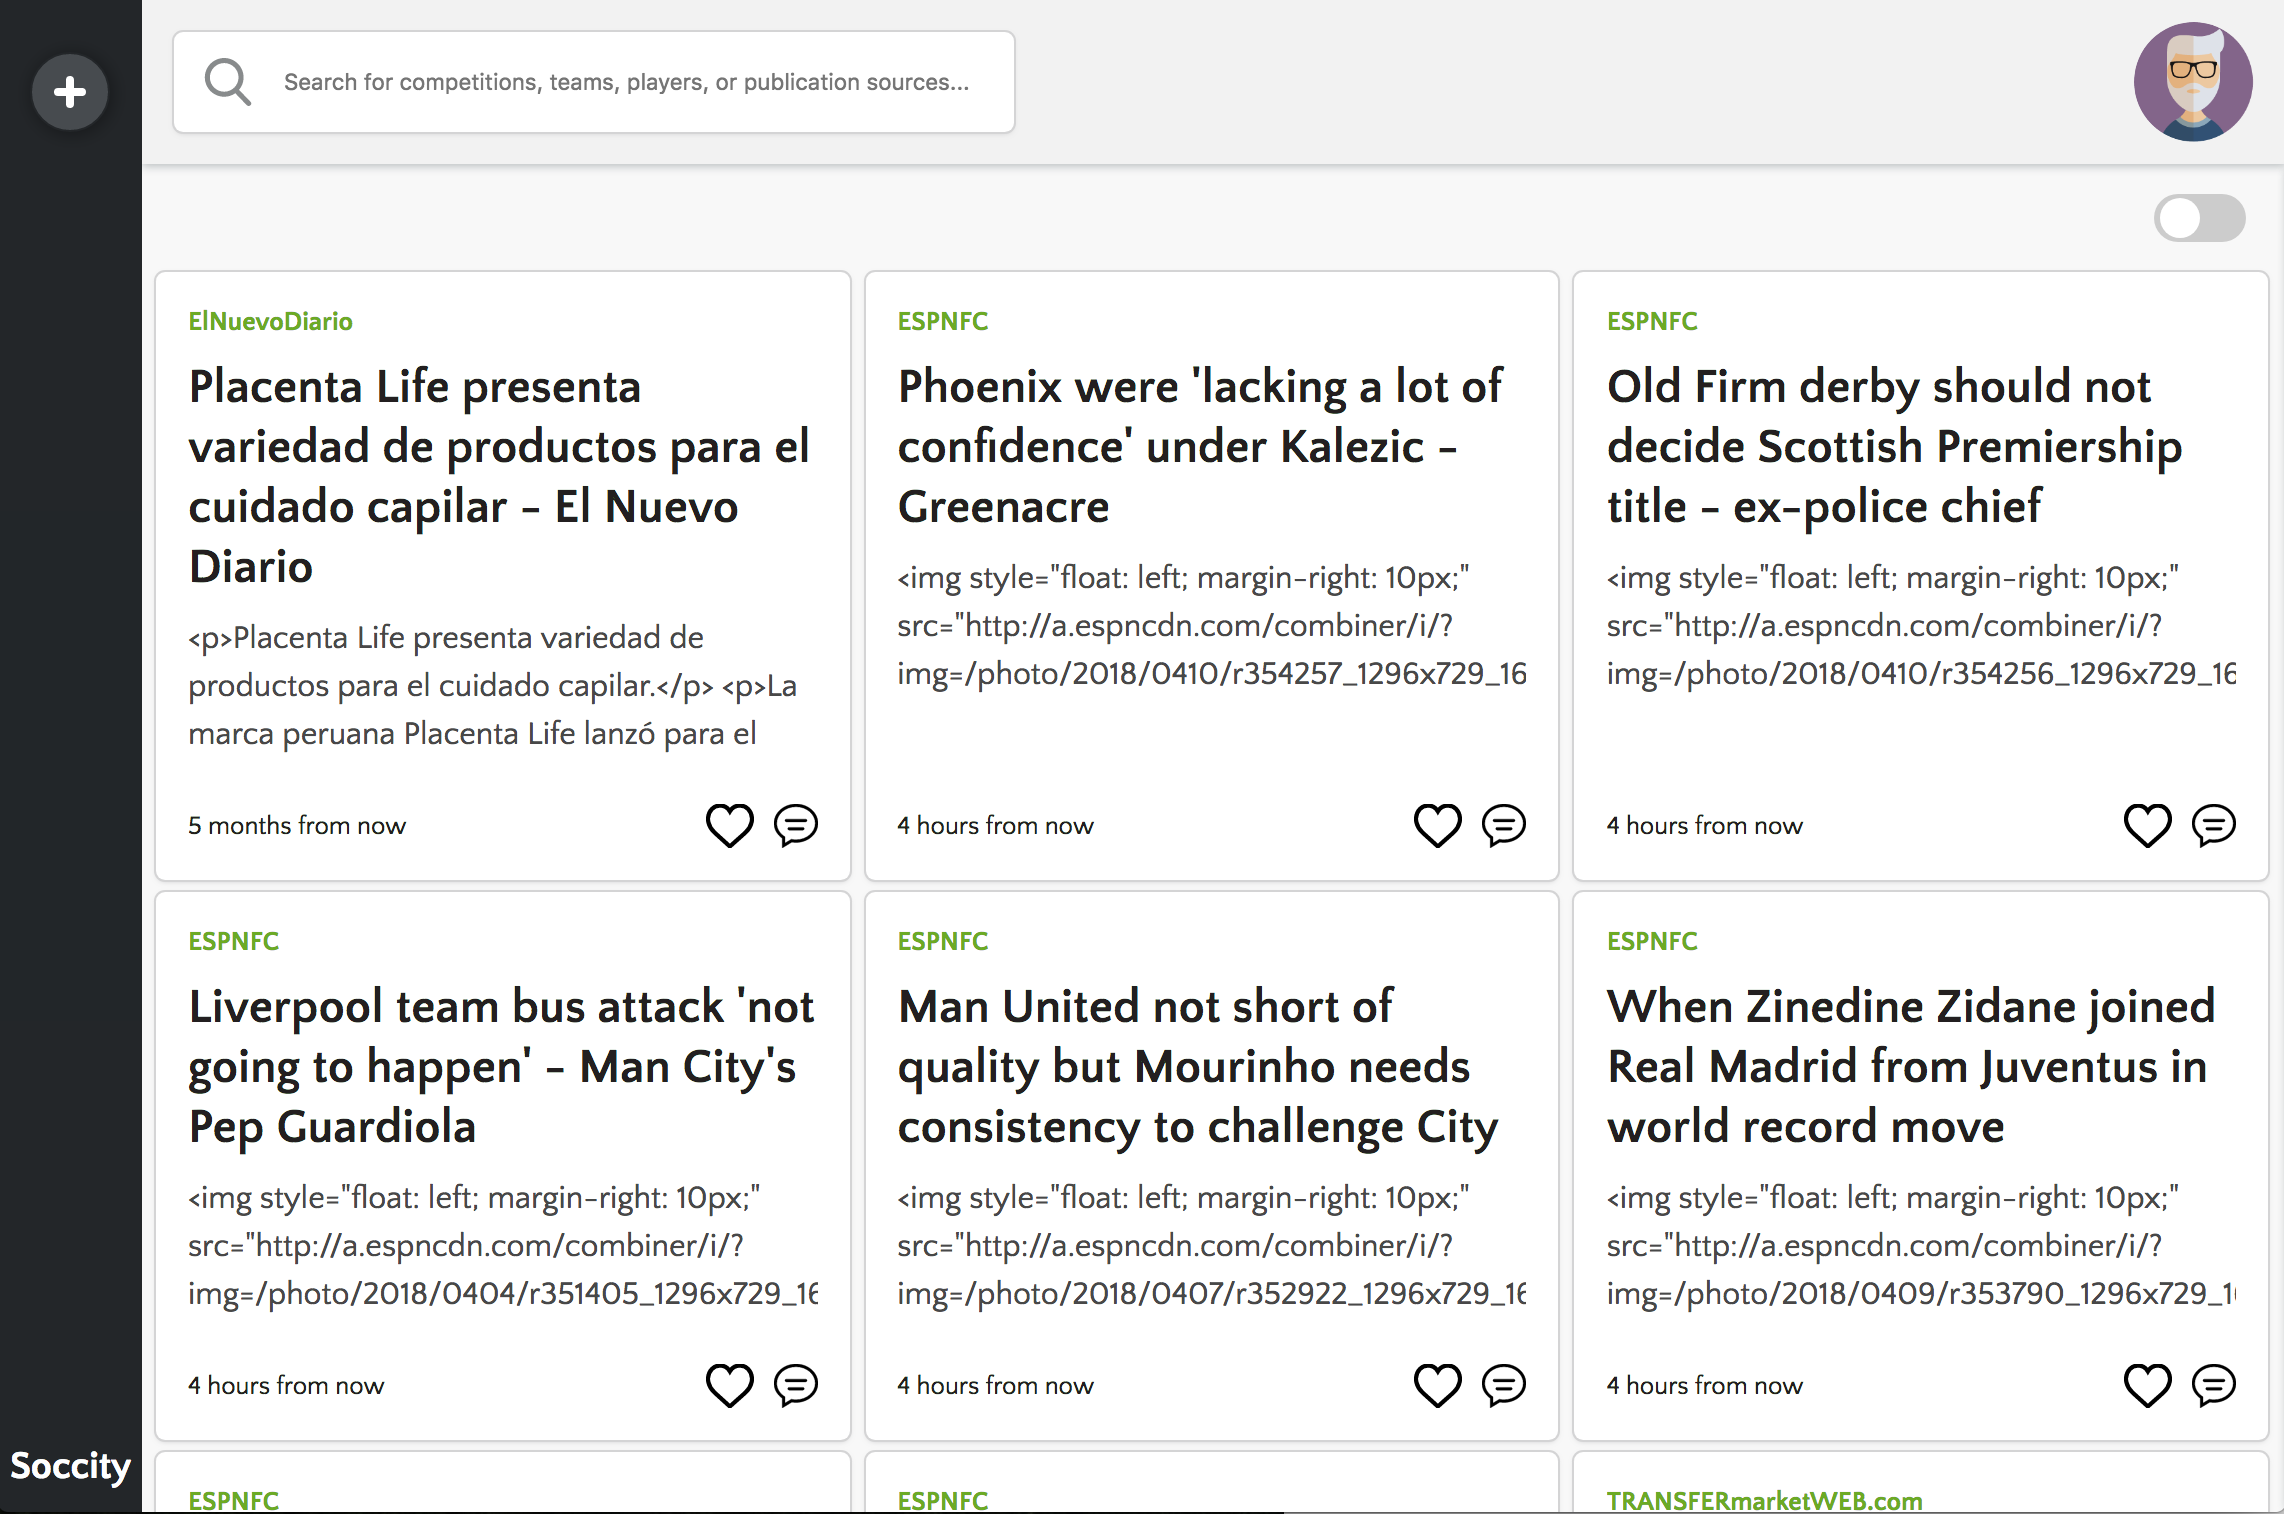 Search for competitions, teams, players, or publication sources...
ElNuevoDiario
Placenta Life presenta
variedad de productos para el
cuidado capilar - El Nuevo
Diario
<p>Placenta Life presenta variedad de
productos para el cuidado capilar.</p> <p>La
marca peruana Placenta Life lanzó para el
5 months from now
ESPNFC
Phoenix were 'lacking a lot of
confidence' under Kalezic -
Greenacre
<img style="float: left; margin-right: 10px;"
src="http://a.espncdn.com/combiner/i/?
img=/photo/2018/0410/r354257_1296x729_16
4 hours from now
ESPNFC
Old Firm derby should not
decide Scottish Premiership
title - ex-police chief
<img style="float: left; margin-right: 10px;"
src="http://a.espncdn.com/combiner/i/?
img=/photo/2018/0410/r354256_1296x729_16
4 hours from now
ESPNFC
Liverpool team bus attack 'not
going to happen' - Man City's
Pep Guardiola
<img style="float: left; margin-right: 10px;"
src="http://a.espncdn.com/combiner/i/?
img=/photo/2018/0404/r351405_1296x729_16
4 hours from now
ESPNFC
Man United not short of
quality but Mourinho needs
consistency to challenge City
<img style="float: left; margin-right: 10px;"
src="http://a.espncdn.com/combiner/i/?
img=/photo/2018/0407/r352922_1296x729_16
4 hours from now
ESPNFC
When Zinedine Zidane joined
Real Madrid from Juventus in
world record move
<img style="float: left; margin-right: 10px;"
src="http://a.espncdn.com/combiner/i/?
img=/photo/2018/0409/r353790_1296x729_1
4 hours from now
Soccity
ESPNFC
ESPNFC
TRANSFERmarketWEB.com